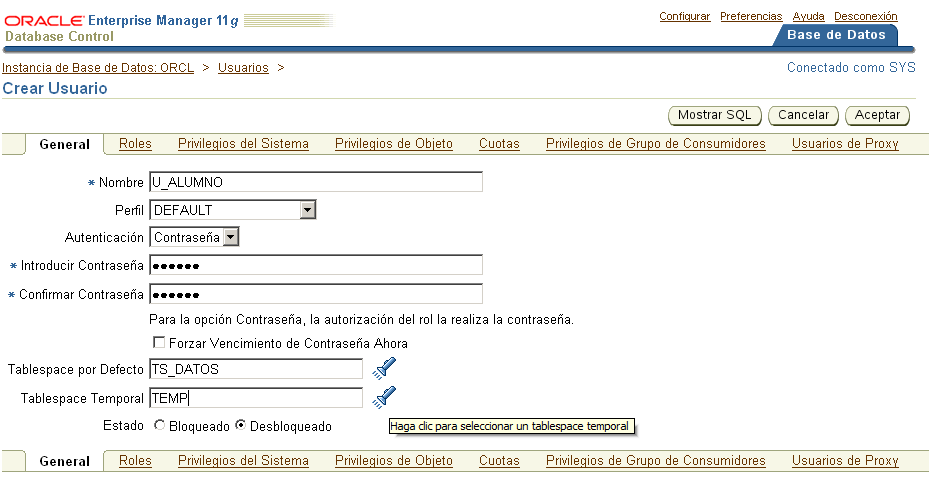 ORACLE Enterprise Manager 11g
Database Control
Configurar Preferencias Ayuda Desconexión
Base de Datos
Instancia de Base de Datos: ORCL > Usuarios >
Conectado como SYS
Crear Usuario
Mostrar SQL Cancelar Aceptar
General Roles Privilegios del Sistema Privilegios de Objeto Cuotas Privilegios de Grupo de Consumidores Usuarios de Proxy
* Nombre U_ALUMNO
Perfil DEFAULT
Autenticación Contraseña
* Introducir Contraseña ••••••
* Confirmar Contraseña ••••••
Para la opción Contraseña, la autorización del rol la realiza la contraseña.
Forzar Vencimiento de Contraseña Ahora
Tablespace por Defecto TS_DATOS
Tablespace Temporal TEMP
Estado Bloqueado Desbloqueado
Haga clic para seleccionar un tablespace temporal
General Roles Privilegios del Sistema Privilegios de Objeto Cuotas Privilegios de Grupo de Consumidores Usuarios de Proxy